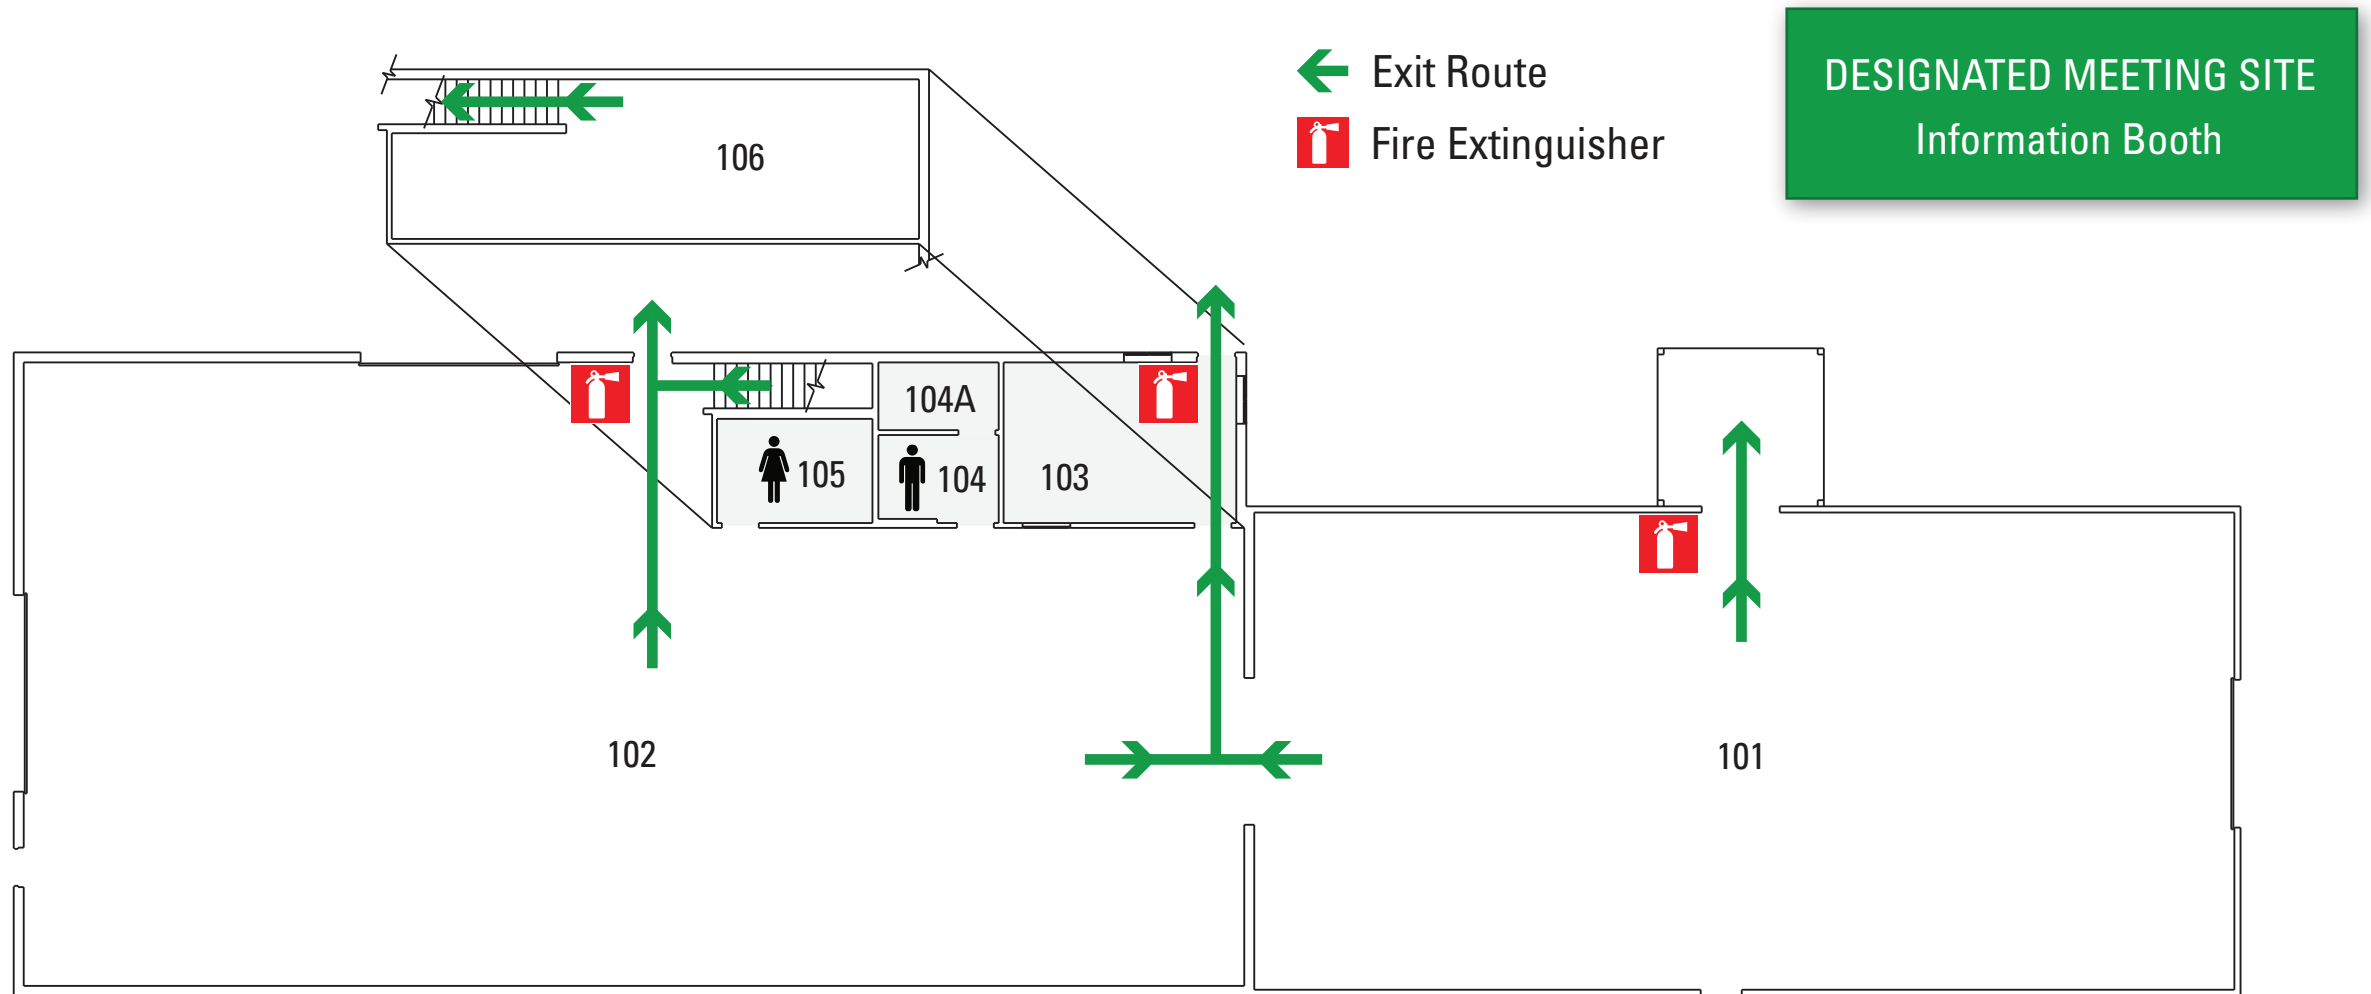 Exit Route
Fire Extinguisher
DESIGNATED MEETING SITE
Information Booth
106
104A
105
104
103
102
101